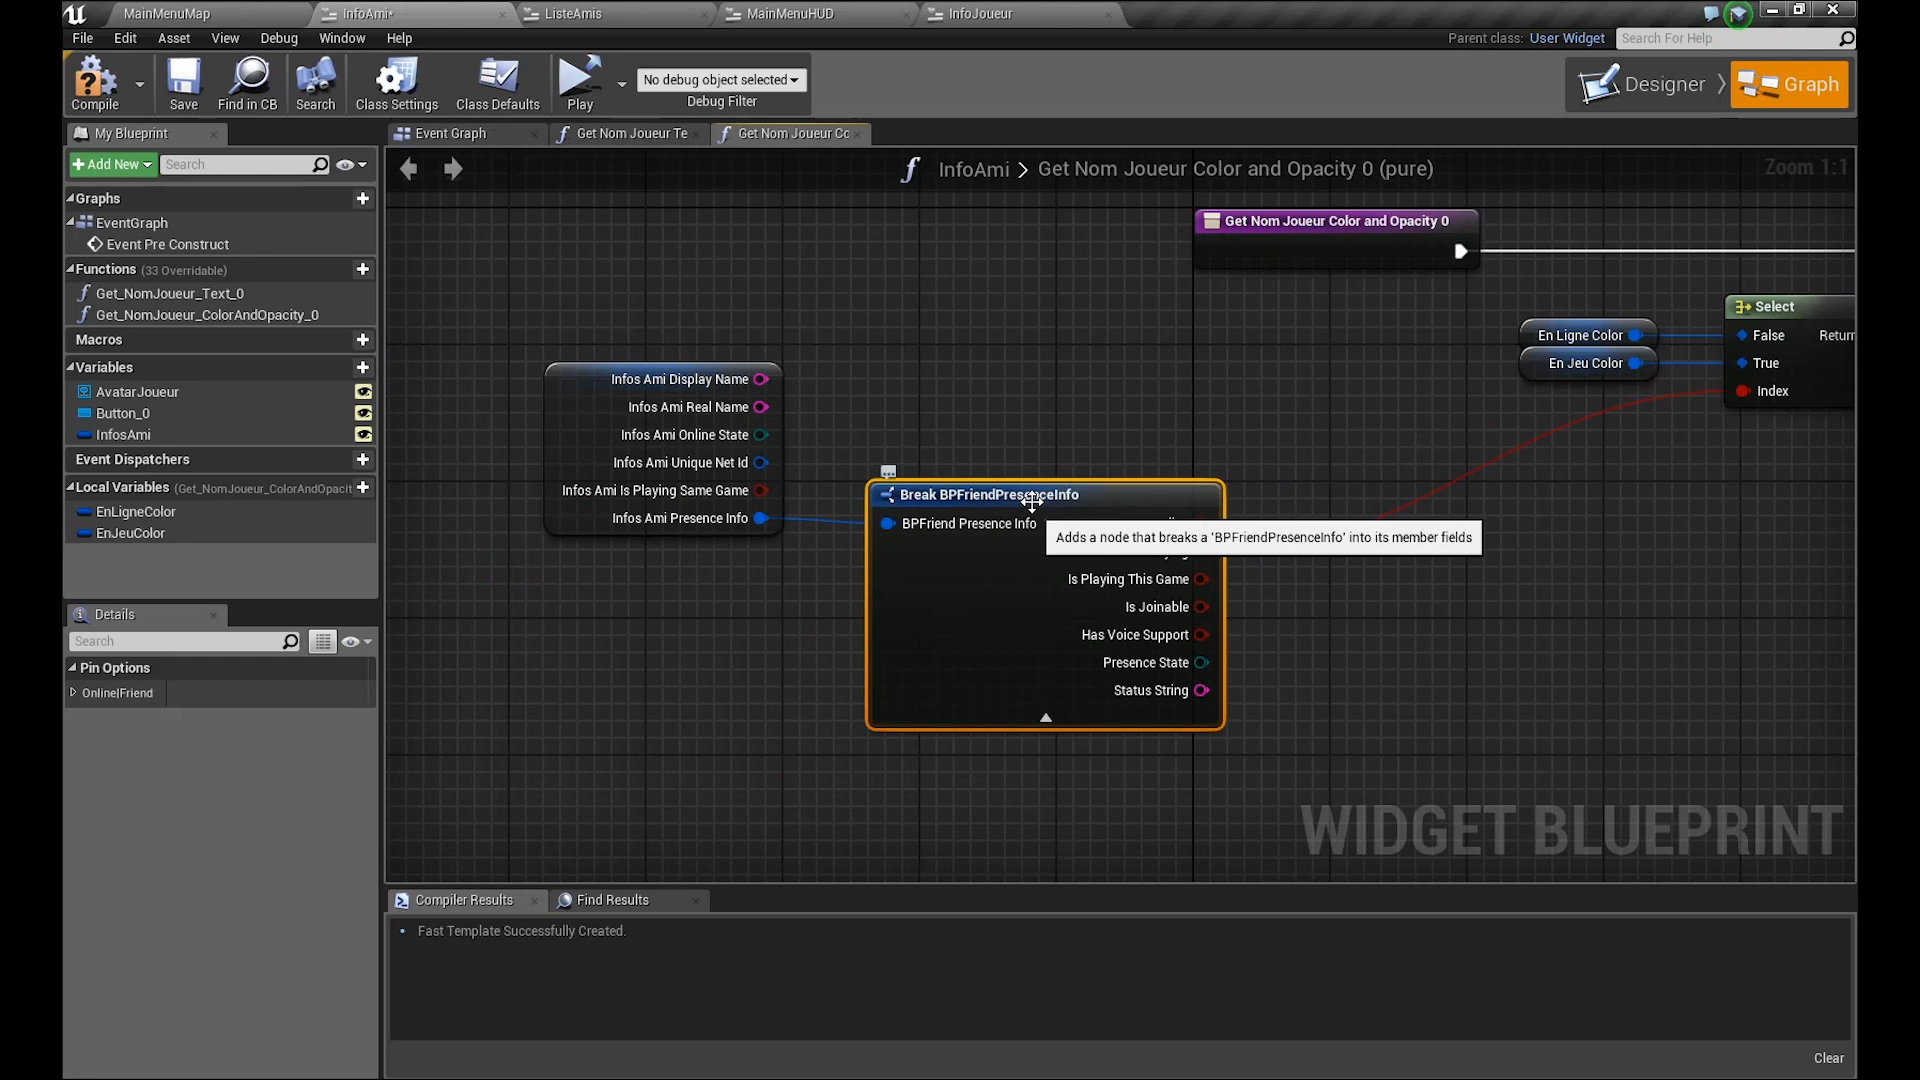 MainMenuMap
InfoAmi*
ListeAmis
MainMenuHUD
InfoJoueur
File Edit Asset View Debug Window Help
Parent class: User Widget
Search For Help
Compile
Save
Find in CB
Search
Class Settings
Class Defaults
Play
No debug object selected
Debug Filter
Designer
Graph
My Blueprint
Event Graph
Get Nom Joueur Te
Get Nom Joueur Cc
Add New
Search
InfoAmi > Get Nom Joueur Color and Opacity 0 (pure)
Zoom 1:1
Graphs
EventGraph
Event Pre Construct
Functions (33 Overridable)
Get_NomJoueur_Text_0
Get_NomJoueur_ColorAndOpacity_0
Macros
Variables
AvatarJoueur
Button_0
InfosAmi
Event Dispatchers
Local Variables (Get_NomJoueur_ColorAndOpacit
EnLigneColor
EnJeuColor
Details
Search
Pin Options
Online|Friend
Get Nom Joueur Color and Opacity 0
Select
En Ligne Color
En Jeu Color
False
True
Index
Return
Infos Ami Display Name
Infos Ami Real Name
Infos Ami Online State
Infos Ami Unique Net Id
Infos Ami Is Playing Same Game
Infos Ami Presence Info
Break BPFriendPresenceInfo
BPFriend Presence Info
Adds a node that breaks a 'BPFriendPresenceInfo' into its member fields
Is Playing This Game
Is Joinable
Has Voice Support
Presence State
Status String
WIDGET BLUEPRINT
Compiler Results
Find Results
Fast Template Successfully Created.
Clear